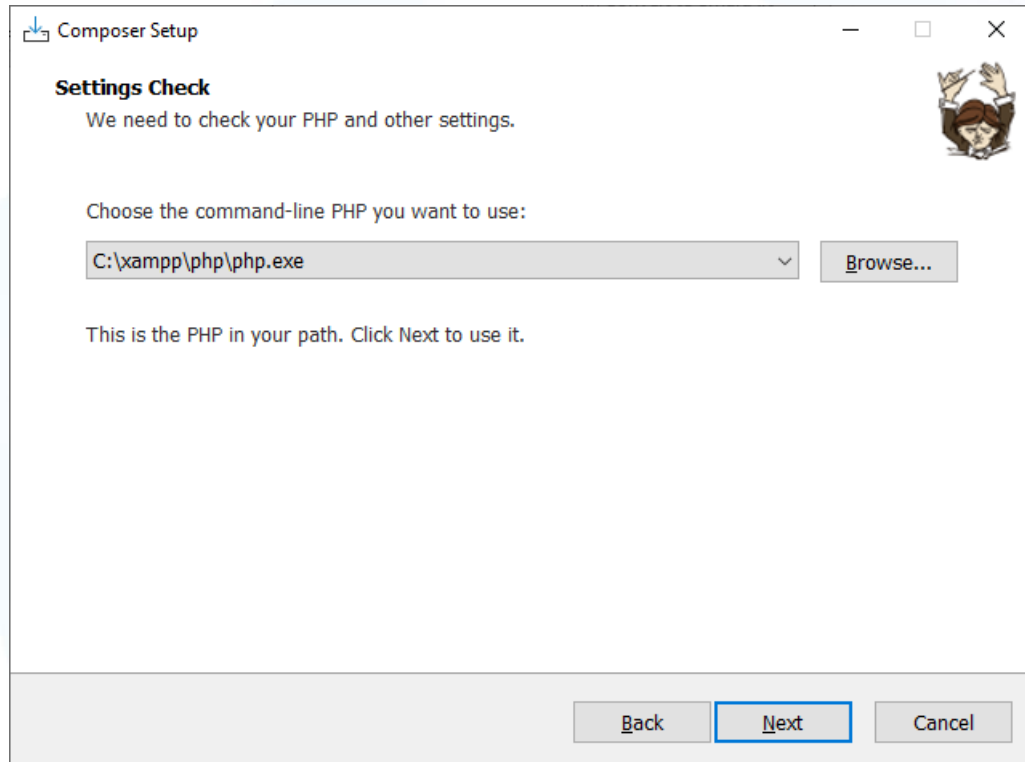 Composer Setup
Settings Check
We need to check your PHP and other settings.
Choose the command-line PHP you want to use:
C:\xampp\php\php.exe
Browse...
This is the PHP in your path. Click Next to use it.
Back
Next
Cancel